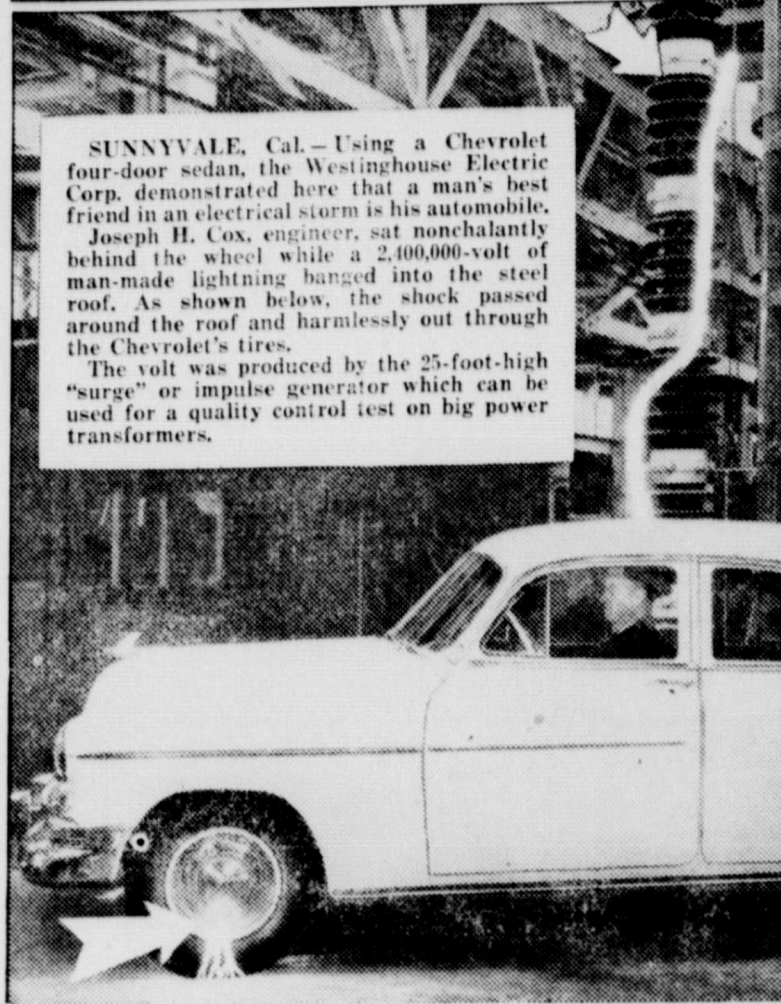 SUNNYVALE, Cal. — Using a Chevrolet
four-door sedan, the Westinghouse Electric
Corp. demonstrated here that a man's best
friend in an electrical storm is his automobile.
Joseph H. Cox, engineer, sat nonchalantly
behind the wheel while a 2,400,000-volt of
man-made lightning banged into the steel
roof. As shown below, the shock passed
around the roof and harmlessly out through
the Chevrolet's tires.
The volt was produced by the 25-foot-high
"surge" or impulse generator which can be
used for a quality control test on big power
transformers.